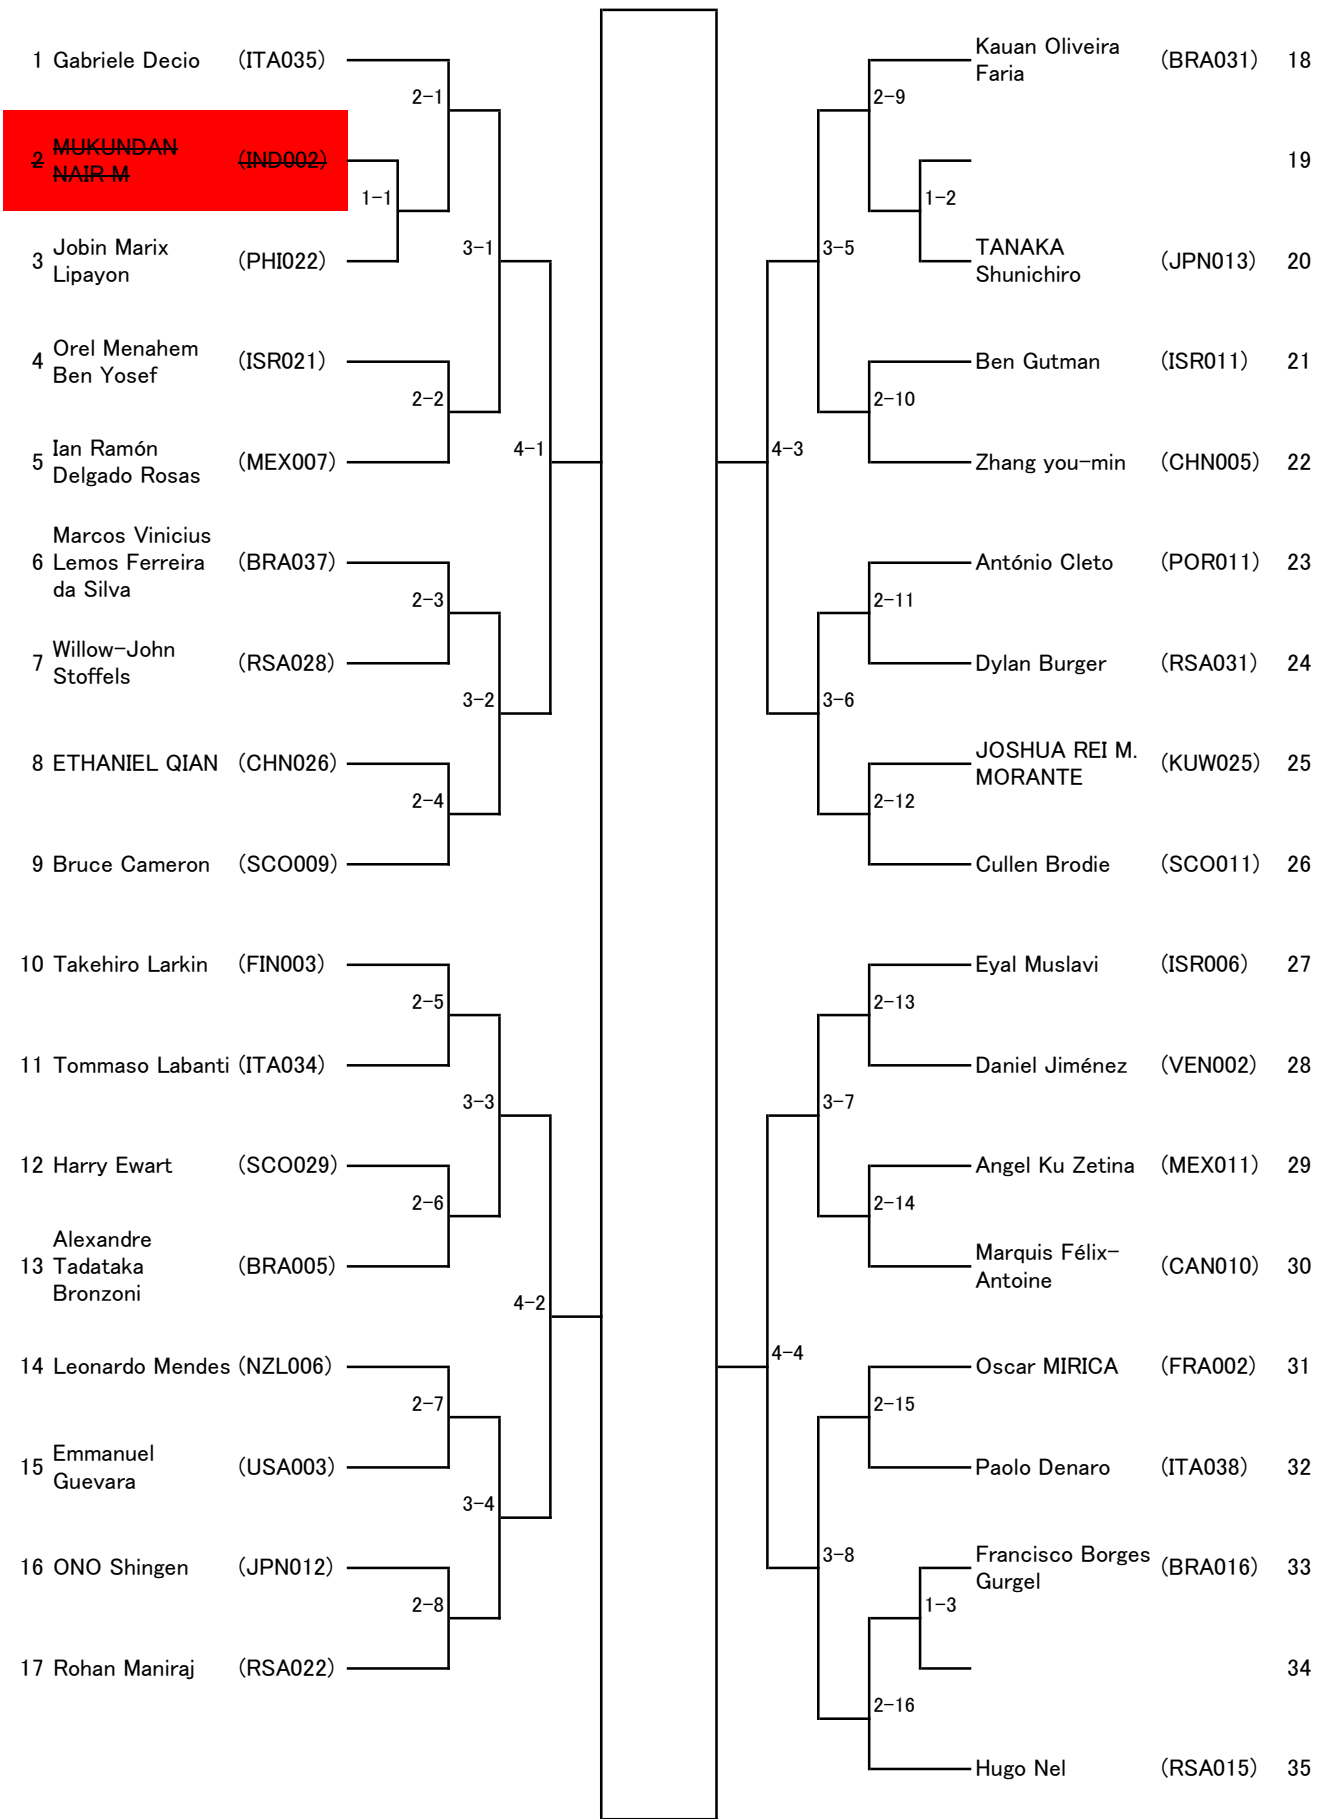 1 Gabriele Decio (ITA035)
2-1
2 MUKUNDAN NAIR M (IND002)
1-1
3 Jobin Marix Lipayon (PHI022)
3-1
4 Orel Menahem Ben Yosef (ISR021)
2-2
5 Ian Ramón Delgado Rosas (MEX007)
4-1
6 Marcos Vinicius Lemos Ferreira da Silva (BRA037)
2-3
7 Willow-John Stoffels (RSA028)
3-2
8 ETHANIEL QIAN (CHN026)
2-4
9 Bruce Cameron (SCO009)
10 Takehiro Larkin (FIN003)
2-5
11 Tommaso Labanti (ITA034)
3-3
12 Harry Ewart (SCO029)
2-6
13 Alexandre Tadataka Bronzoni (BRA005)
4-2
14 Leonardo Mendes (NZL006)
2-7
15 Emmanuel Guevara (USA003)
3-4
16 ONO Shingen (JPN012)
2-8
17 Rohan Maniraj (RSA022)
Kauan Oliveira Faria (BRA031) 18
2-9
19
1-2
TANAKA Shunichiro (JPN013) 20
3-5
Ben Gutman (ISR011) 21
2-10
Zhang you-min (CHN005) 22
4-3
António Cleto (POR011) 23
2-11
Dylan Burger (RSA031) 24
3-6
JOSHUA REI M. MORANTE (KUW025) 25
2-12
Cullen Brodie (SCO011) 26
Eyal Muslavi (ISR006) 27
2-13
Daniel Jiménez (VEN002) 28
3-7
Angel Ku Zetina (MEX011) 29
2-14
Marquis Félix-Antoine (CAN010) 30
4-4
Oscar MIRICA (FRA002) 31
2-15
Paolo Denaro (ITA038) 32
3-8
Francisco Borges Gurgel (BRA016) 33
1-3
34
2-16
Hugo Nel (RSA015) 35